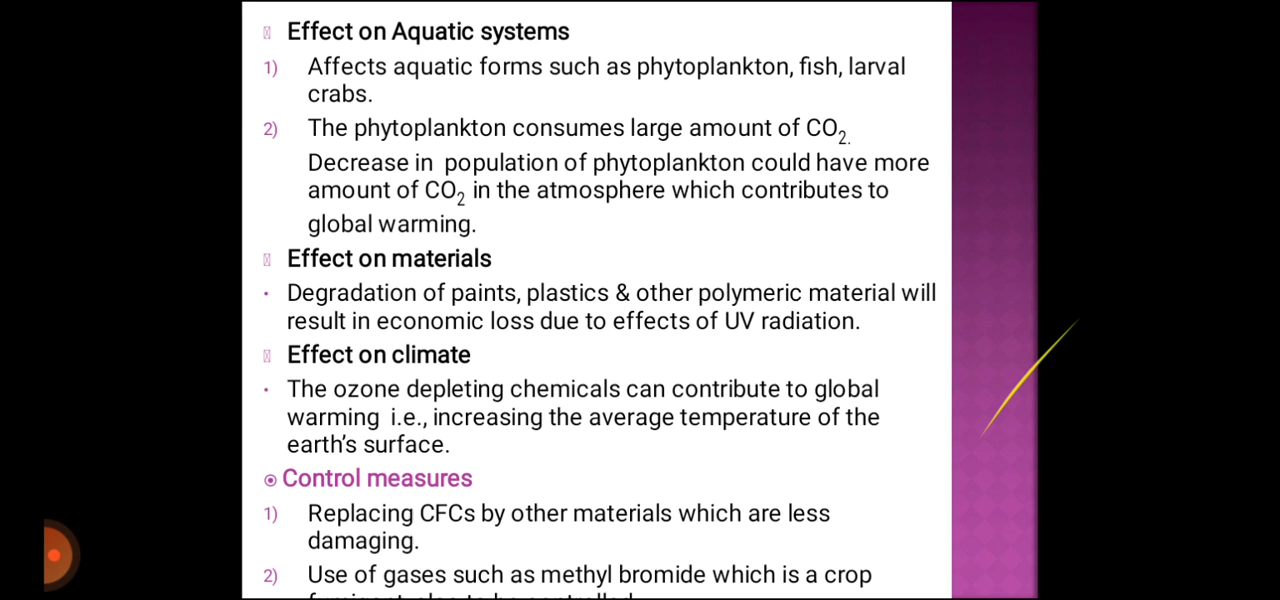 Effect on Aquatic systems
1) Affects aquatic forms such as phytoplankton, fish, larval
crabs.
2) The phytoplankton consumes large amount of CO2.
Decrease in population of phytoplankton could have more
amount of CO2 in the atmosphere which contributes to
global warming.
Effect on materials
• Degradation of paints, plastics & other polymeric material will
result in economic loss due to effects of UV radiation.
Effect on climate
• The ozone depleting chemicals can contribute to global
warming i.e., increasing the average temperature of the
earth's surface.
Control measures
1) Replacing CFCs by other materials which are less
damaging.
2) Use of gases such as methyl bromide which is a crop